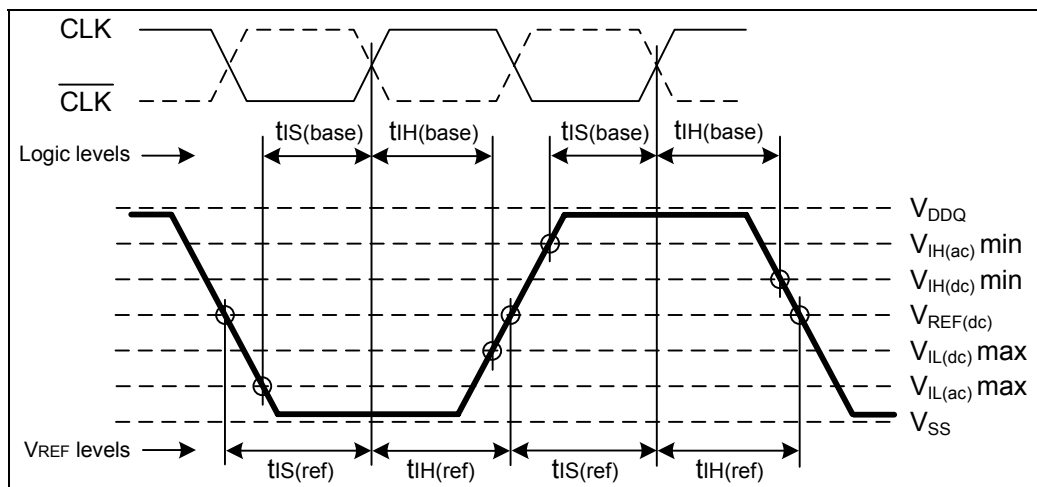 CLK
C̅L̅K̅
tIS(base) tIH(base) tIS(base) tIH(base)
Logic levels
VDDQ
VIH(ac) min
VIH(dc) min
VREF(dc)
VIL(dc) max
VIL(ac) max
VSS
VREF levels
tIS(ref) tIH(ref) tIS(ref) tIH(ref)